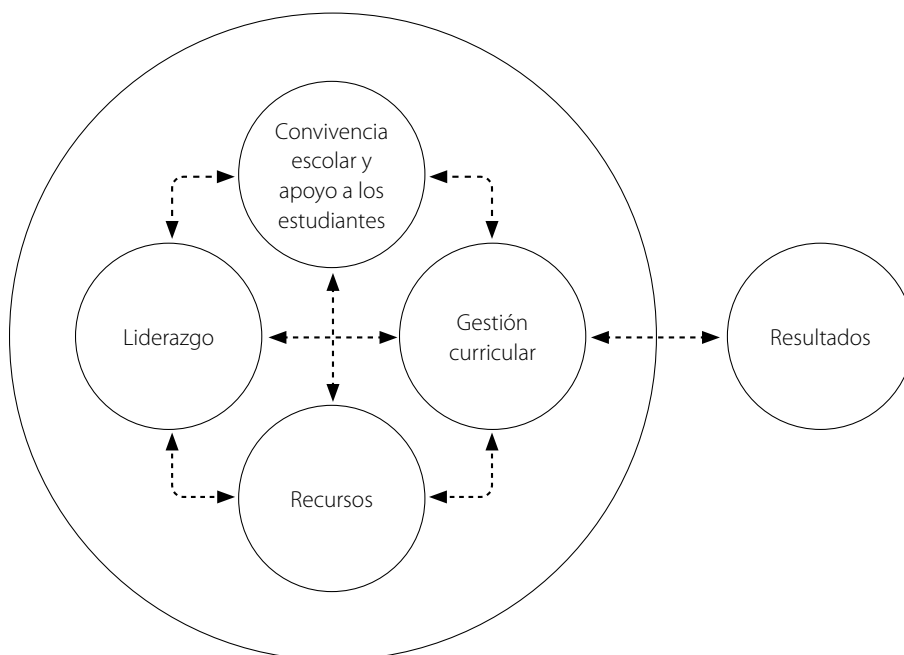 Convivencia
escolar y
apoyo a los
estudiantes
Liderazgo
Gestión
curricular
Resultados
Recursos